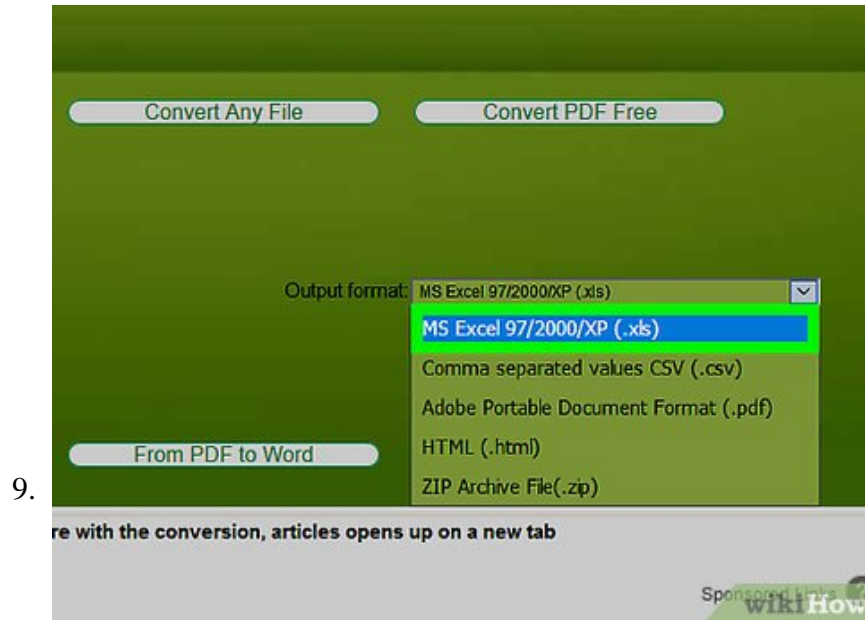 Convert Any File
Convert PDF Free
Output format: MS Excel 97/2000/XP (.xls)
MS Excel 97/2000/XP (.xls)
Comma separated values CSV (.csv)
Adobe Portable Document Format (.pdf)
From PDF to Word
HTML (.html)
ZIP Archive File(.zip)
9.
re with the conversion, articles opens up on a new tab
Sponsored Links
wikiHow